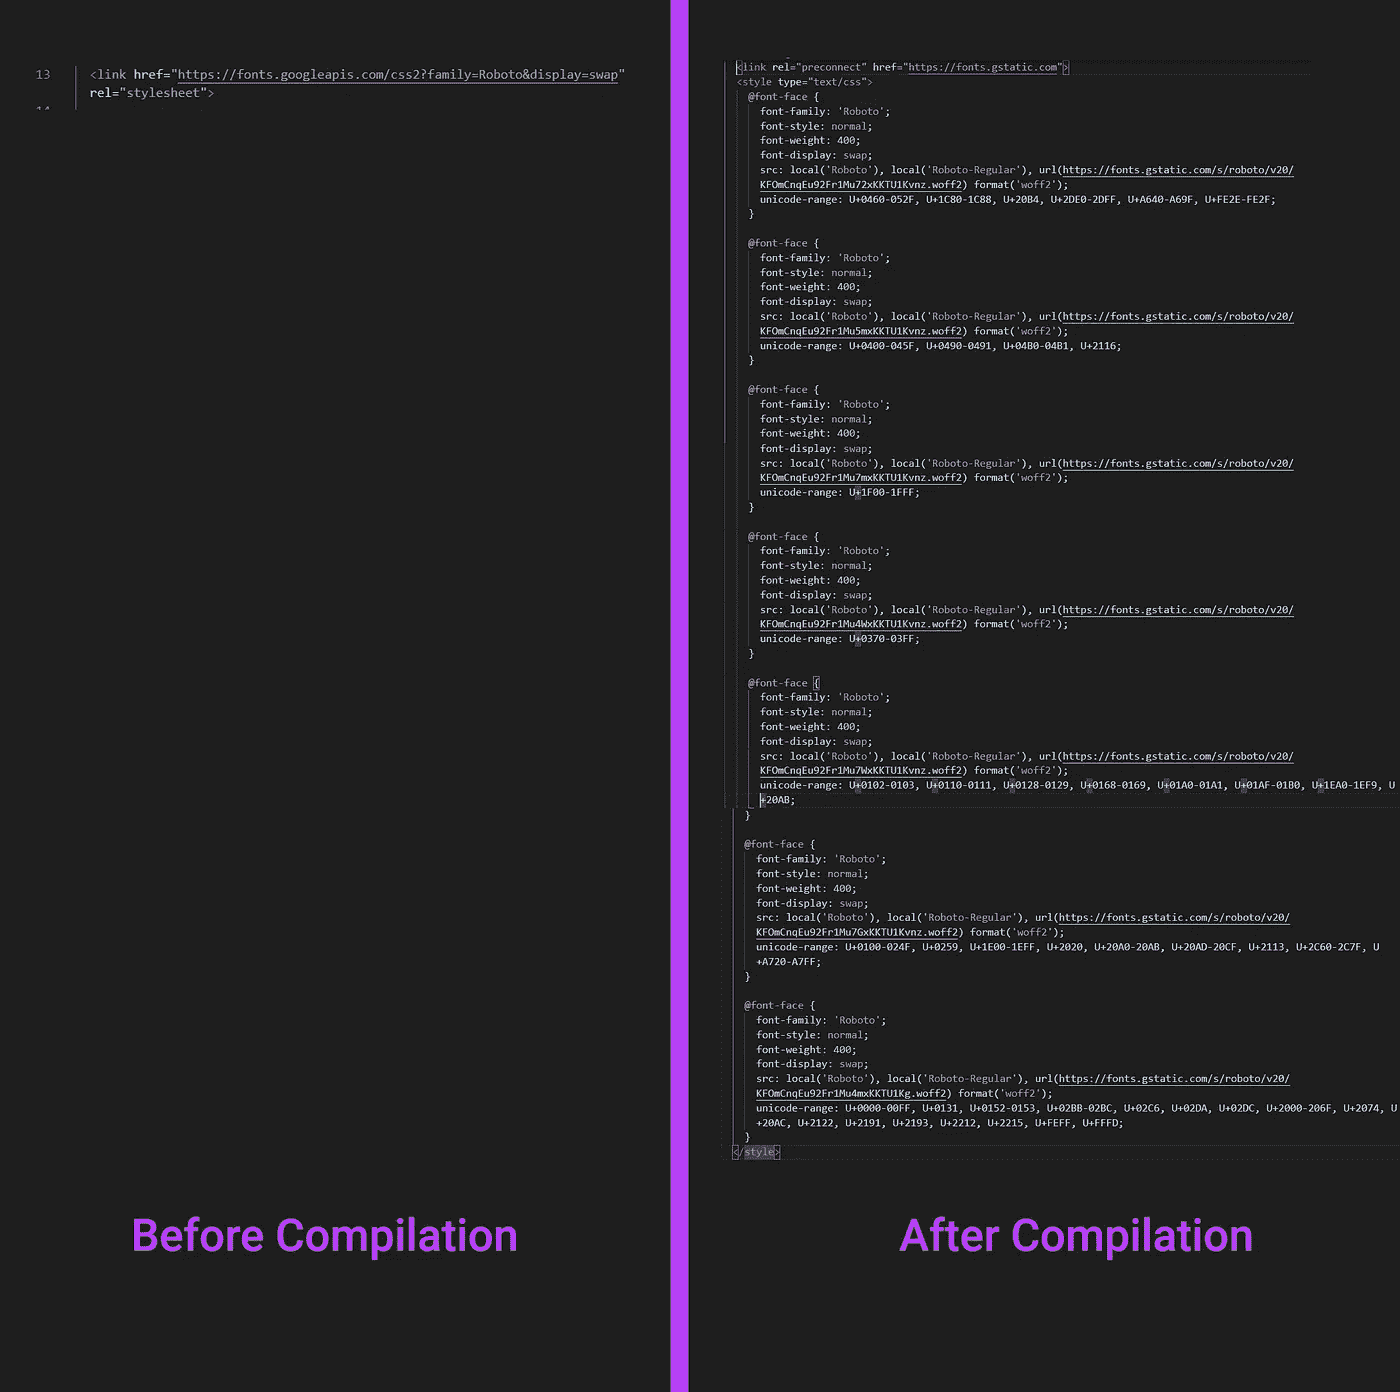 13 <link href="https://fonts.googleapis.com/css2?family=Roboto&display=swap"
rel="stylesheet">
14
<link rel="preconnect" href="https://fonts.gstatic.com">
<style type="text/css">
@font-face {
font-family: 'Roboto';
font-style: normal;
font-weight: 400;
font-display: swap;
src: local('Roboto'), local('Roboto-Regular'), url(https://fonts.gstatic.com/s/roboto/v20/
KFOmCnqEu92Fr1Mu72xKKTU1Kvnz.woff2) format('woff2');
unicode-range: U+0460-052F, U+1C80-1C88, U+20B4, U+2DE0-2DFF, U+A640-A69F, U+FE2E-FE2F;
}
@font-face {
font-family: 'Roboto';
font-style: normal;
font-weight: 400;
font-display: swap;
src: local('Roboto'), local('Roboto-Regular'), url(https://fonts.gstatic.com/s/roboto/v20/
KFOmCnqEu92Fr1Mu5mxKKTU1Kvnz.woff2) format('woff2');
unicode-range: U+0400-045F, U+0490-0491, U+04B0-04B1, U+2116;
}
@font-face {
font-family: 'Roboto';
font-style: normal;
font-weight: 400;
font-display: swap;
src: local('Roboto'), local('Roboto-Regular'), url(https://fonts.gstatic.com/s/roboto/v20/
KFOmCnqEu92Fr1Mu7mxKKTU1Kvnz.woff2) format('woff2');
unicode-range: U+1F00-1FFF;
}
@font-face {
font-family: 'Roboto';
font-style: normal;
font-weight: 400;
font-display: swap;
src: local('Roboto'), local('Roboto-Regular'), url(https://fonts.gstatic.com/s/roboto/v20/
KFOmCnqEu92Fr1Mu4WxKKTU1Kvnz.woff2) format('woff2');
unicode-range: U+0370-03FF;
}
@font-face {
font-family: 'Roboto';
font-style: normal;
font-weight: 400;
font-display: swap;
src: local('Roboto'), local('Roboto-Regular'), url(https://fonts.gstatic.com/s/roboto/v20/
KFOmCnqEu92Fr1Mu7WxKKTU1Kvnz.woff2) format('woff2');
unicode-range: U+0102-0103, U+0110-0111, U+0128-0129, U+0168-0169, U+01A0-01A1, U+01AF-01B0, U+1EA0-1EF9, U
+20AB;
}
@font-face {
font-family: 'Roboto';
font-style: normal;
font-weight: 400;
font-display: swap;
src: local('Roboto'), local('Roboto-Regular'), url(https://fonts.gstatic.com/s/roboto/v20/
KFOmCnqEu92Fr1Mu7GxKKTU1Kvnz.woff2) format('woff2');
unicode-range: U+0100-024F, U+0259, U+1E00-1EFF, U+2020, U+20A0-20AB, U+20AD-20CF, U+2113, U+2C60-2C7F, U
+A720-A7FF;
}
@font-face {
font-family: 'Roboto';
font-style: normal;
font-weight: 400;
font-display: swap;
src: local('Roboto'), local('Roboto-Regular'), url(https://fonts.gstatic.com/s/roboto/v20/
KFOmCnqEu92Fr1Mu4mxKTU1Kg.woff2) format('woff2');
unicode-range: U+0000-00FF, U+0131, U+0152-0153, U+02BB-02BC, U+02C6, U+02DA, U+02DC, U+2000-206F, U+2074, U
+20AC, U+2122, U+2191, U+2193, U+2212, U+2215, U+FEFF, U+FFFD;
}
</style>
Before Compilation
After Compilation